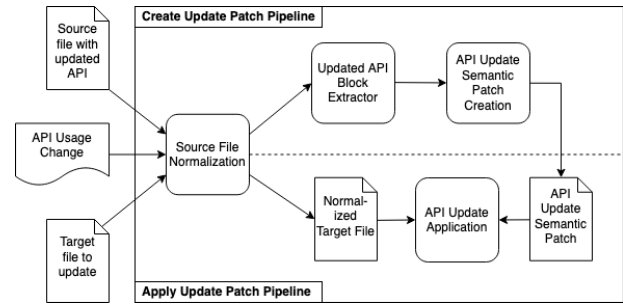 Create Update Patch Pipeline
Source
file with
updated
API
Updated API
Block
Extractor
API Update
Semantic
Patch
Creation
API Usage
Change
Source File
Normalization
Target
file to
update
Normal-
ized
Target File
API Update
Application
API
Update
Semantic
Patch
Apply Update Patch Pipeline